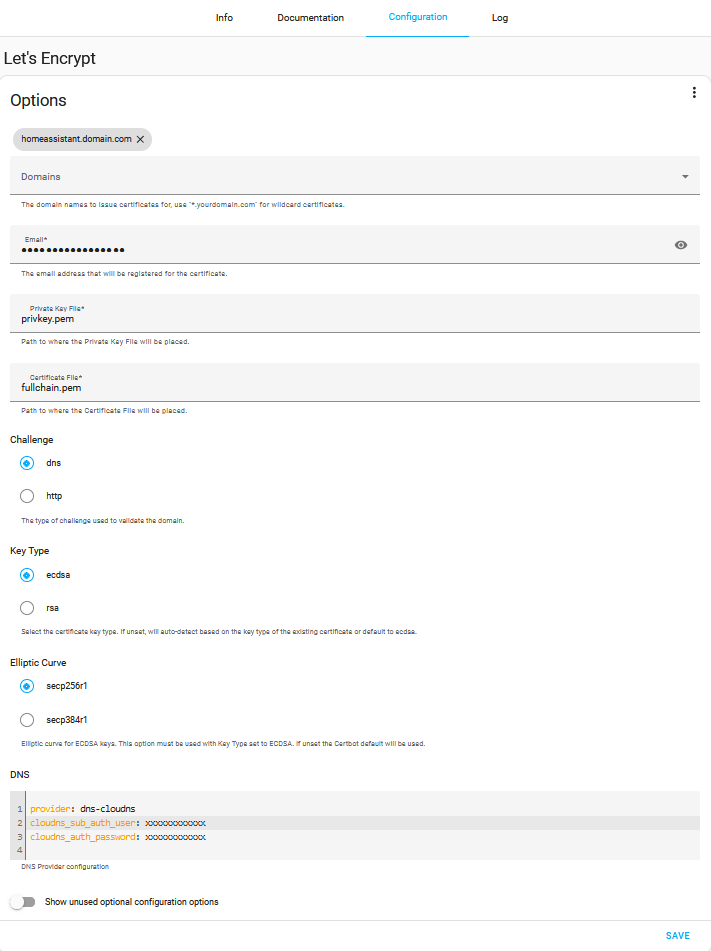 Info Documentation Configuration Log
Let's Encrypt
Options
homeassistant.domain.com
Domains
The domain names to issue certificates for, use "*.yourdomain.com" for wildcard certificates.
Email*
●●●●●●●●●●●●●●●●●
The email address that will be registered for the certificate.
Private Key File*
privkey.pem
Path to where the Private Key File will be placed.
Certificate File*
fullchain.pem
Path to where the Certificate File will be placed.
Challenge
dns
http
The type of challenge used to validate the domain.
Key Type
ecdsa
rsa
Select the certificate key type. If unset, will auto-detect based on the key type of the existing certificate or default to ecdsa.
Elliptic Curve
secp256r1
secp384r1
Elliptic curve for ECDSA keys. This option must be used with Key Type set to ECDSA. If unset the Certbot default will be used.
DNS
1 provider: dns-cloudns
2 cloudns_sub_auth_user: xxxxxxxxxxxx
3 cloudns_auth_password: xxxxxxxxxxxx
4
DNS Provider configuration
Show unused optional configuration options
SAVE